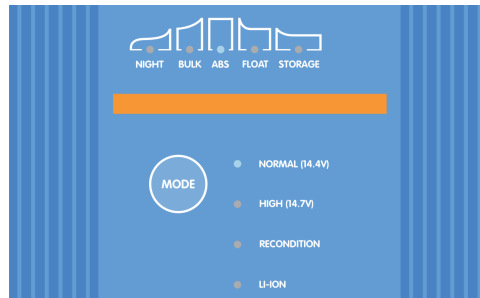 NIGHT BULK ABS FLOAT STORAGE
MODE
NORMAL (14.4V)
HIGH (14.7V)
RECONDITION
LI-ION